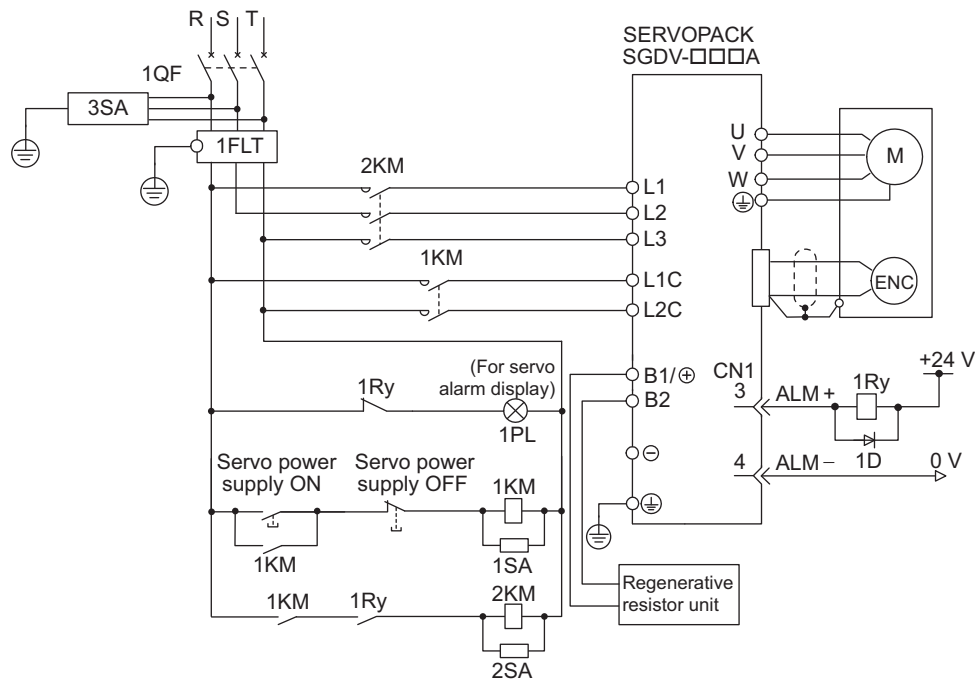 R S T
SERVOPACK
SGDV-□□□A
1QF
3SA
1FLT
U
V
W
M
2KM
L1
L2
L3
1KM
L1C
L2C
ENC
(For servo
alarm display)
1Ry
1PL
B1/⊕
B2
CN1
3
ALM+
1Ry
+24 V
1D
⊖
4
ALM−
0 V
Servo power
supply ON
Servo power
supply OFF
1KM
1KM
1SA
1KM
1Ry
2KM
2SA
Regenerative
resistor unit